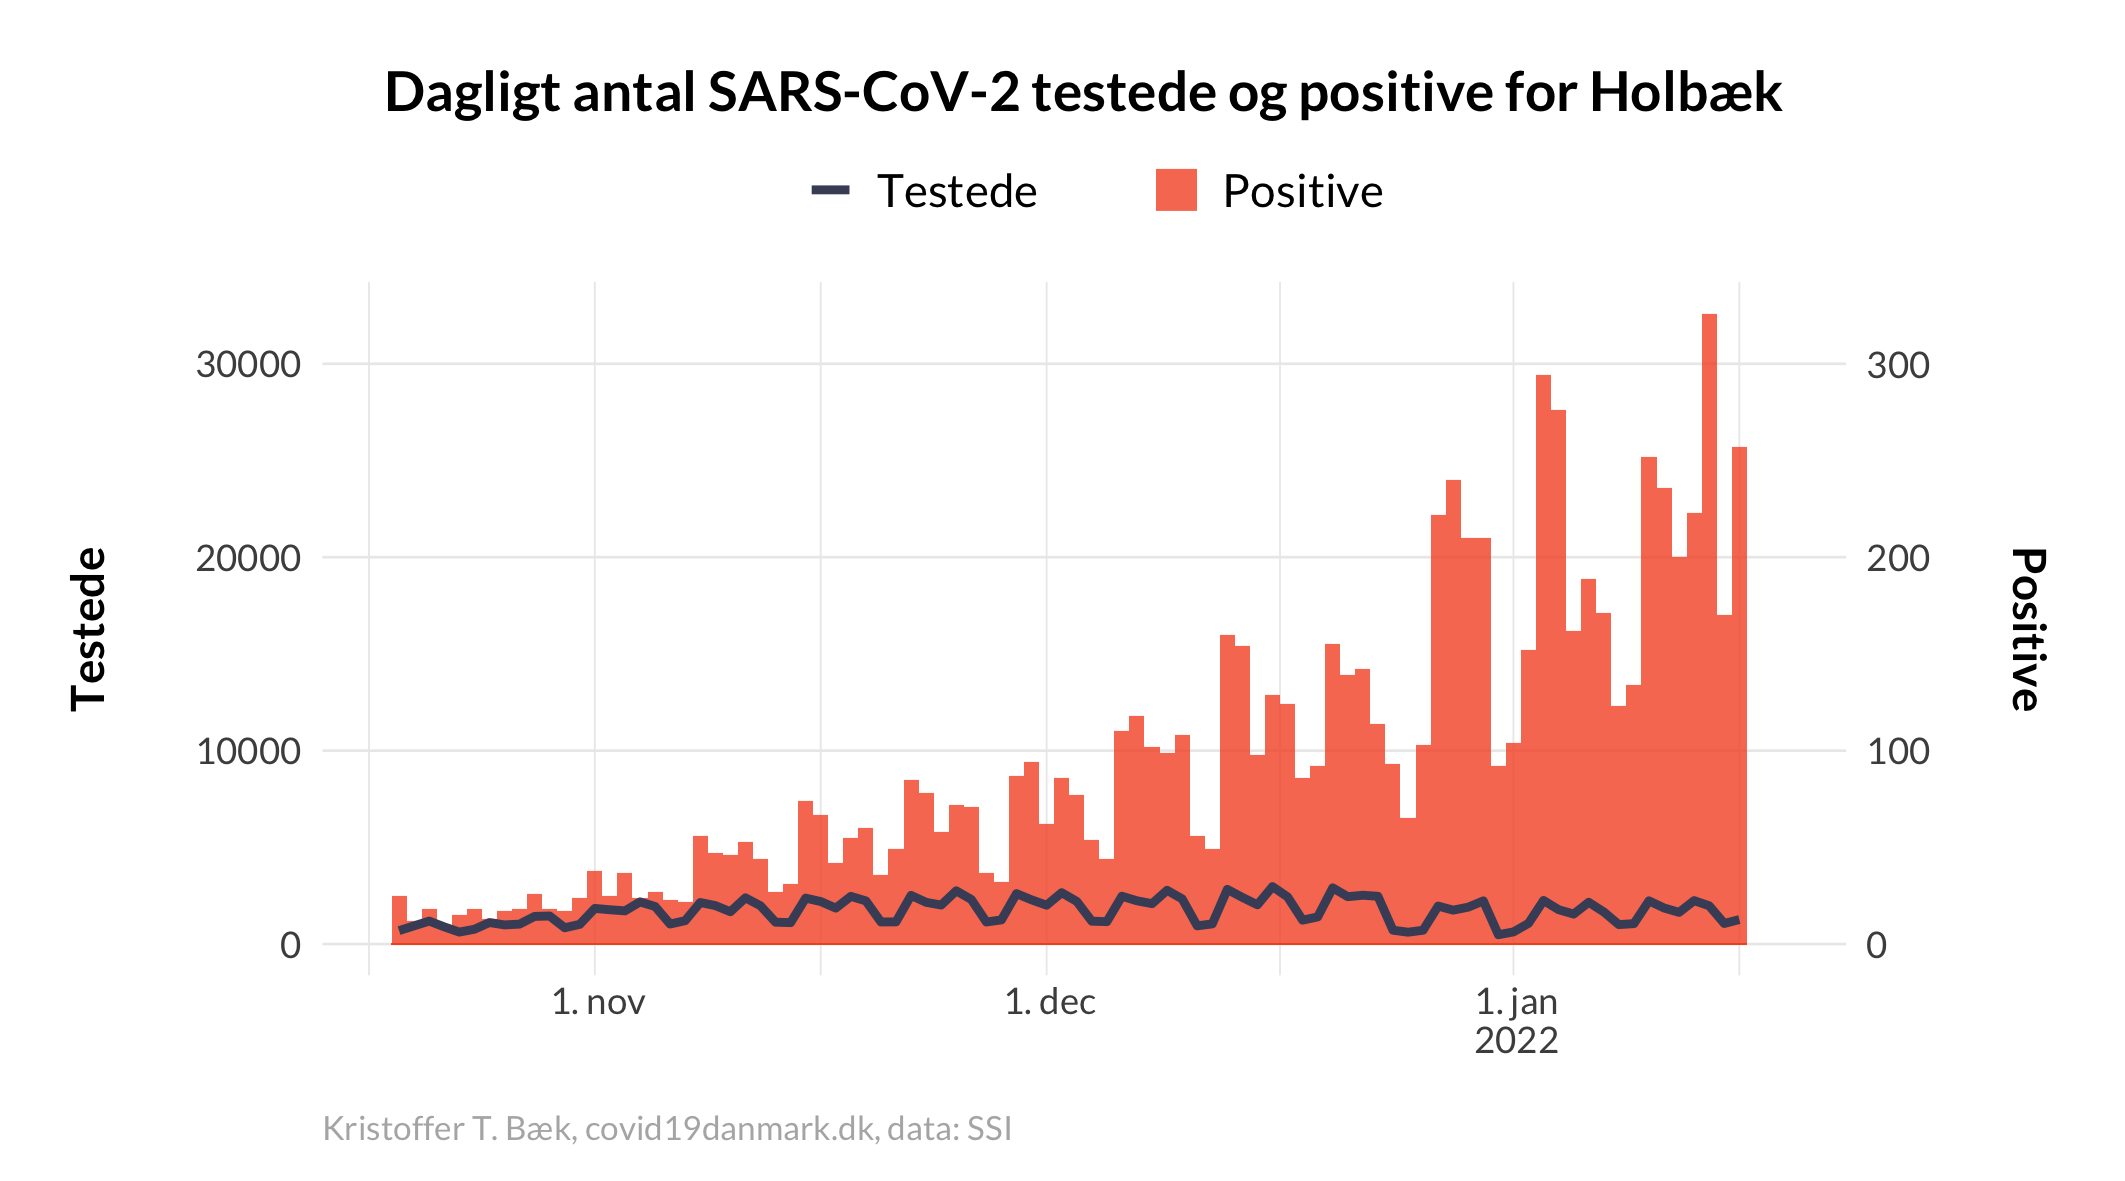 Dagligt antal SARS-CoV-2 testede og positive for Holbæk
Testede
Positive
30000
20000
10000
0
300
200
100
0
Testede
Positive
1. nov
1. dec
1. jan
2022
Kristoffer T. Bæk, covid19danmark.dk, data: SSI